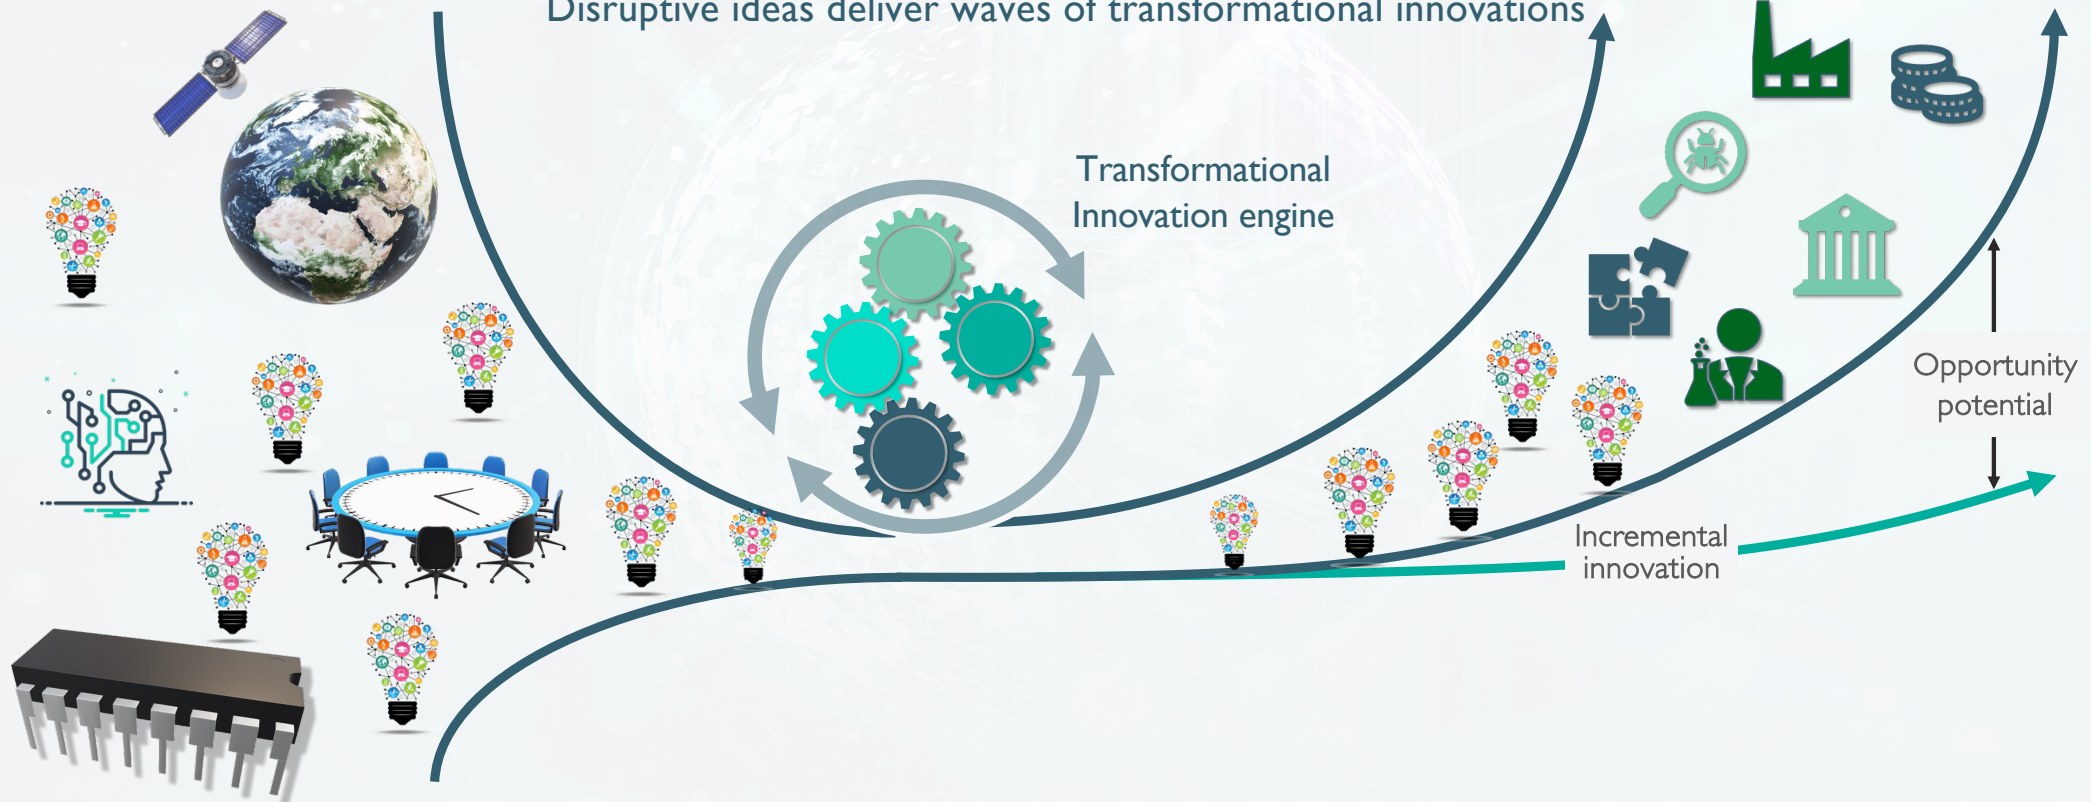 Disruptive ideas deliver waves of transformational innovations
Transformational
Innovation engine
Opportunity
potential
Incremental
innovation